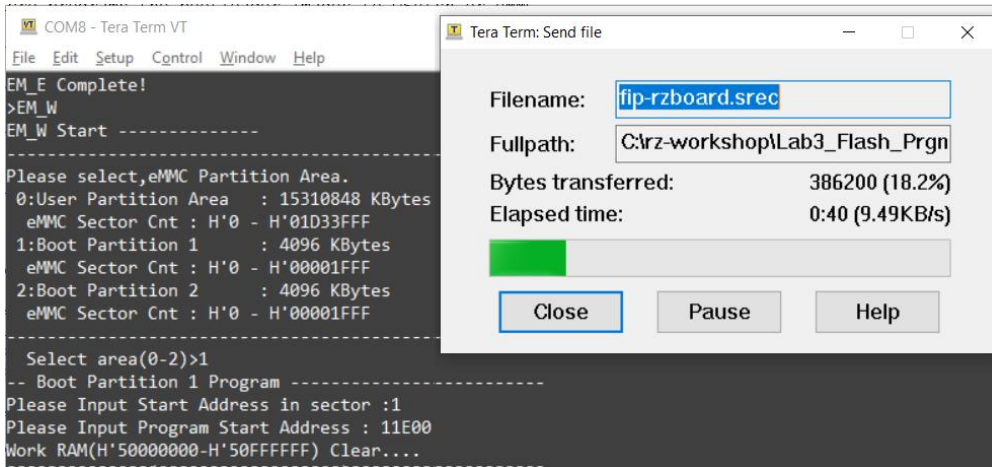 COM8 - Tera Term VT
File Edit Setup Control Window Help
EM_E Complete!
>EM_W
EM_W Start --------------
Please select,eMMC Partition Area.
0:User Partition Area : 15310848 KBytes
eMMC Sector Cnt : H'0 - H'01D33FFF
1:Boot Partition 1 : 4096 KBytes
eMMC Sector Cnt : H'0 - H'00001FFF
2:Boot Partition 2 : 4096 KBytes
eMMC Sector Cnt : H'0 - H'00001FFF
Select area(0-2)>1
-- Boot Partition 1 Program --------------------------
Please Input Start Address in sector :1
Please Input Program Start Address : 11E00
Work RAM(H'50000000-H'50FFFFFF) Clear....
Tera Term: Send file
Filename: fip-rzboard.srec
Fullpath: C:\rz-workshop\Lab3_Flash_Prgn
Bytes transferred: 386200 (18.2%)
Elapsed time: 0:40 (9.49KB/s)
Close Pause Help